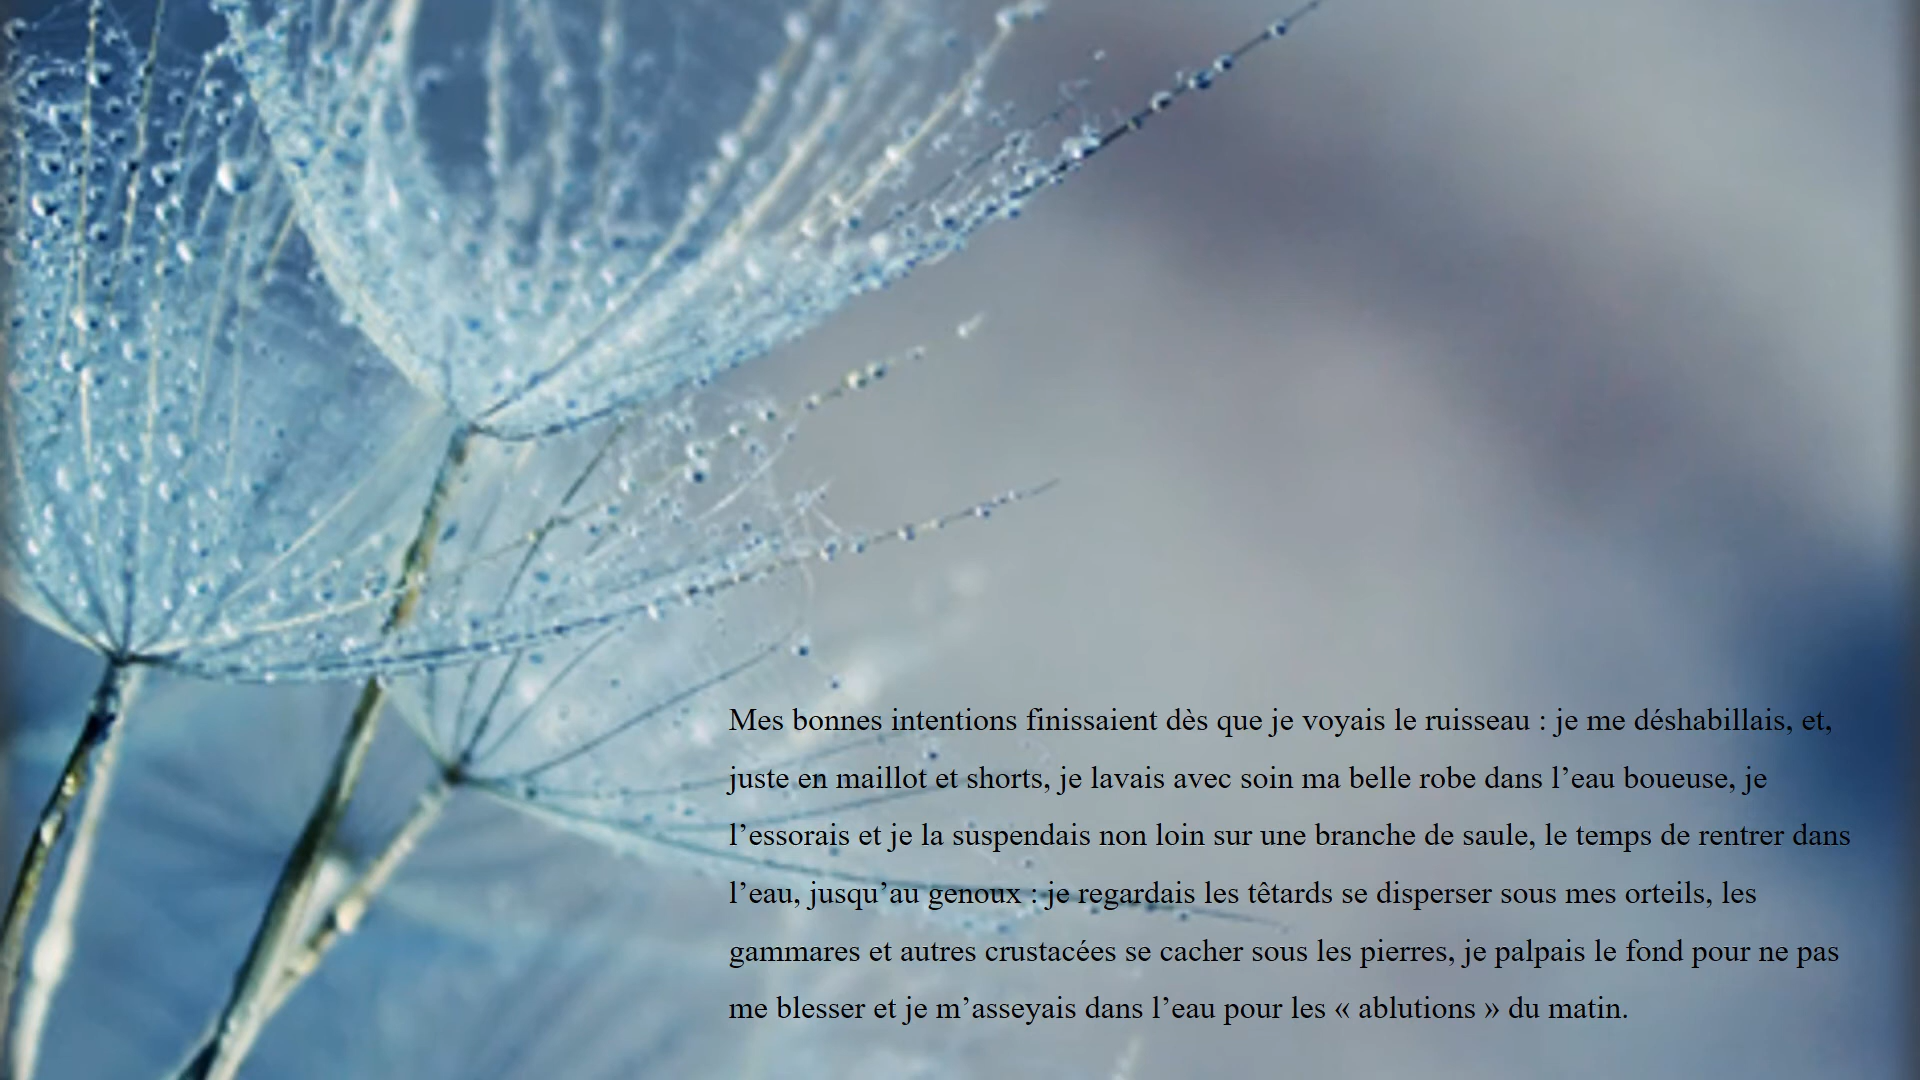 Mes bonnes intentions finissaient dès que je voyais le ruisseau : je me déshabillais, et,
juste en maillot et shorts, je lavais avec soin ma belle robe dans l’eau boueuse, je
l’essorais et je la suspendais non loin sur une branche de saule, le temps de rentrer dans
l’eau, jusqu’au genoux : je regardais les têtards se disperser sous mes orteils, les
gammares et autres crustacées se cacher sous les pierres, je palpais le fond pour ne pas
me blesser et je m’asseyais dans l’eau pour les « ablutions » du matin.